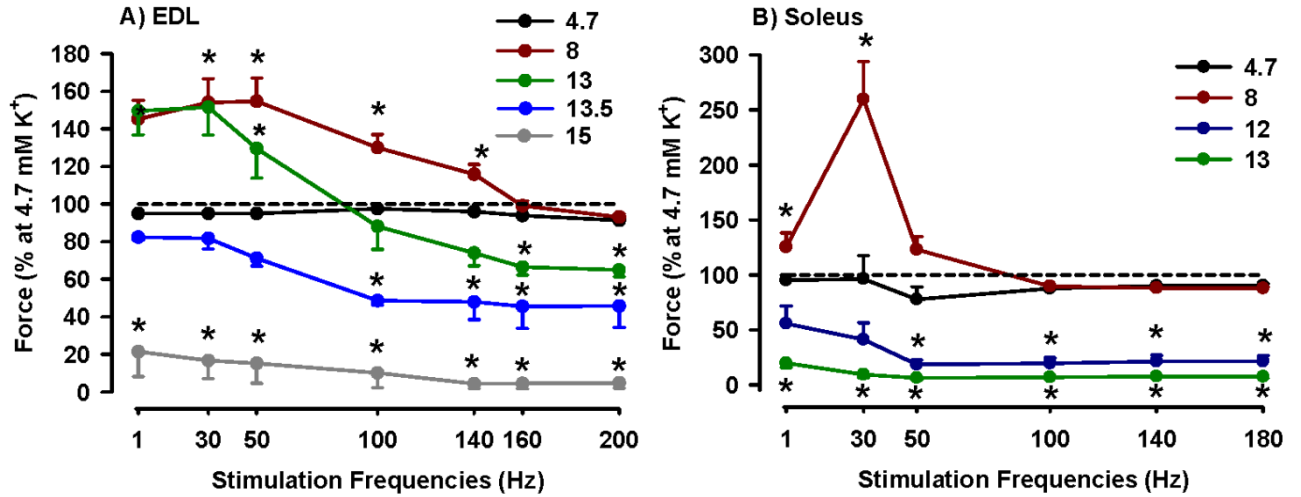 A) EDL
4.7
8
13
13.5
15
180
160
140
120
100
80
60
40
20
0
Force (% at 4.7 mM K+)
* * * * * * * * * * * * * * * * * * * * *
1 30 50 100 140 160 200
Stimulation Frequencies (Hz)
B) Soleus
4.7
8
12
13
300
250
200
150
100
50
0
Force (% at 4.7 mM K+)
* * * * * * * * * * * *
1 30 50 100 140 180
Stimulation Frequencies (Hz)